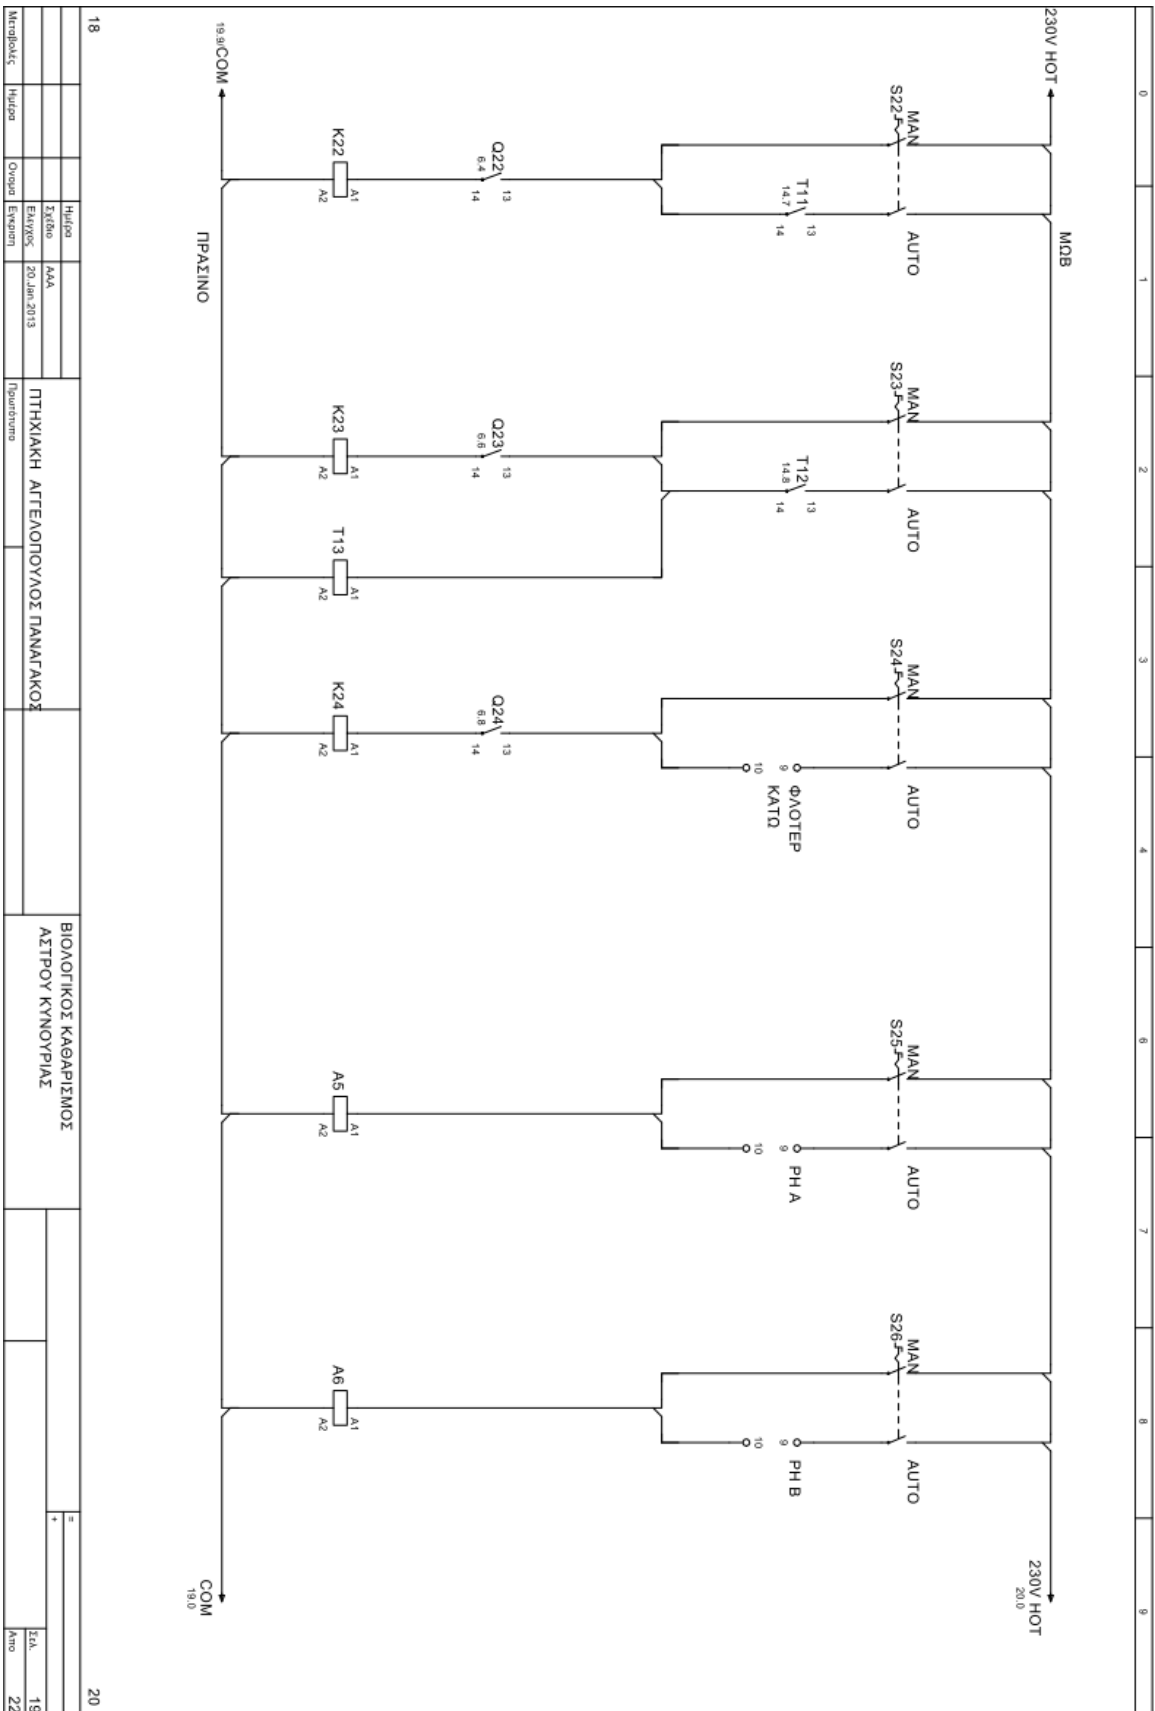 0 1 2 3 4 6 7 8 9
230V HOT
ΜΩΒ
230V HOT
20.0
S22
MAN
AUTO
S23
MAN
AUTO
S24
MAN
AUTO
S25
MAN
AUTO
S26
MAN
AUTO
T11
14.7
13
14
T12
14.8
13
14
9
10
ΦΛΟΤΕΡ
ΚΑΤΩ
9
10
PH A
9
10
PH B
Q22
6.4
13
14
Q23
6.6
13
14
Q24
6.8
13
14
K22
A1
A2
K23
A1
A2
T13
A1
A2
K24
A1
A2
A5
A1
A2
A6
A1
A2
19.9/COM
ΠΡΑΣΙΝΟ
COM
19.0
18
20
Ημέρα
Σχέδιο
ΑΑΑ
Ελεγχος
20.Jan.2013
Μεταβολές
Ημέρα
Ονομα
Εγκριση
ΠΤΗΧΙΑΚΗ ΑΓΓΕΛΟΠΟΥΛΟΣ ΠΑΝΑΓΑΚΟΣ
Πρωτότυπο
ΒΙΟΛΟΓΙΚΟΣ ΚΑΘΑΡΙΣΜΟΣ
ΑΣΤΡΟΥ ΚΥΝΟΥΡΙΑΣ
=
+
Σελ. 19
Απο 22